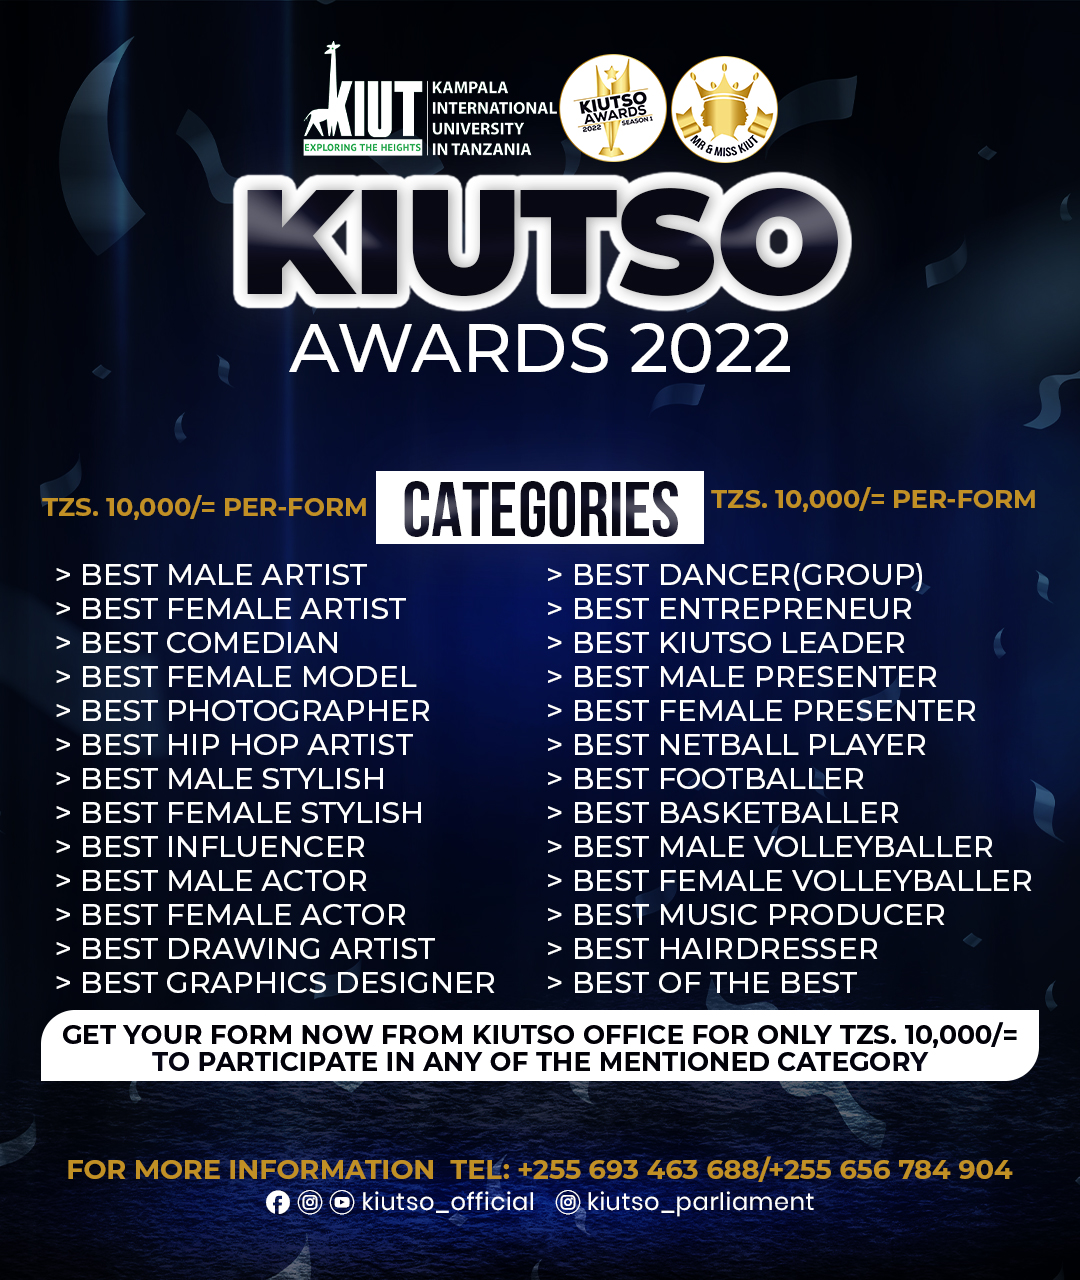 KIUT
EXPLORING THE HEIGHTS
KAMPALA
INTERNATIONAL
UNIVERSITY
IN TANZANIA
KIUTSO
AWARDS
2022 SEASON 1
MR & MISS KIUT
KIUTSO
AWARDS 2022
TZS. 10,000/= PER-FORM
CATEGORIES
TZS. 10,000/= PER-FORM
> BEST MALE ARTIST
> BEST FEMALE ARTIST
> BEST COMEDIAN
> BEST FEMALE MODEL
> BEST PHOTOGRAPHER
> BEST HIP HOP ARTIST
> BEST MALE STYLISH
> BEST FEMALE STYLISH
> BEST INFLUENCER
> BEST MALE ACTOR
> BEST FEMALE ACTOR
> BEST DRAWING ARTIST
> BEST GRAPHICS DESIGNER
> BEST DANCER(GROUP)
> BEST ENTREPRENEUR
> BEST KIUTSO LEADER
> BEST MALE PRESENTER
> BEST FEMALE PRESENTER
> BEST NETBALL PLAYER
> BEST FOOTBALLER
> BEST BASKETBALLER
> BEST MALE VOLLEYBALLER
> BEST FEMALE VOLLEYBALLER
> BEST MUSIC PRODUCER
> BEST HAIRDRESSER
> BEST OF THE BEST
GET YOUR FORM NOW FROM KIUTSO OFFICE FOR ONLY TZS. 10,000/=
TO PARTICIPATE IN ANY OF THE MENTIONED CATEGORY
FOR MORE INFORMATION TEL: +255 693 463 688/+255 656 784 904
kiutso_official kiutso_parliament